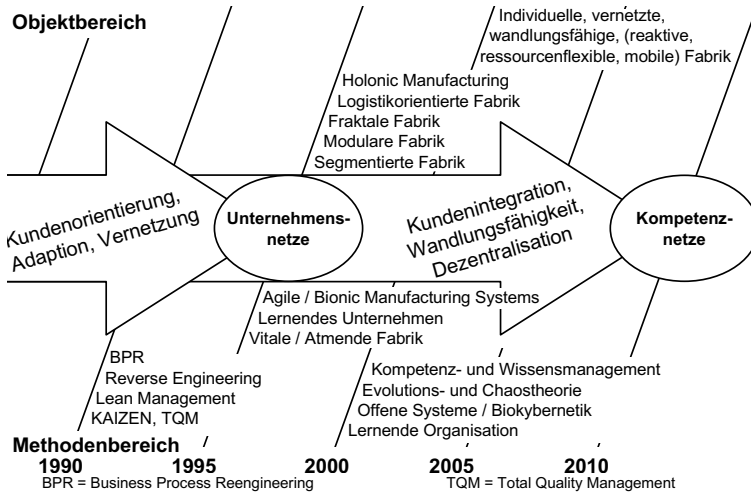 Objektbereich
Individuelle, vernetzte,
wandlungsfähige, (reaktive,
ressourcenflexible, mobile) Fabrik
Holonic Manufacturing
Logistikorientierte Fabrik
Fraktale Fabrik
Modulare Fabrik
Segmentierte Fabrik
Kundenorientierung,
Adaption, Vernetzung
Unternehmens-
netze
Kundenintegration,
Wandlungsfähigkeit,
Dezentralisation
Kompetenz-
netze
Agile / Bionic Manufacturing Systems
Lernendes Unternehmen
Vitale / Atmende Fabrik
BPR
Reverse Engineering
Lean Management
KAIZEN, TQM
Kompetenz- und Wissensmanagement
Evolutions- und Chaostheorie
Offene Systeme / Biokybernetik
Lernende Organisation
Methodenbereich
1990 1995 2000 2005 2010
BPR = Business Process Reengineering TQM = Total Quality Management